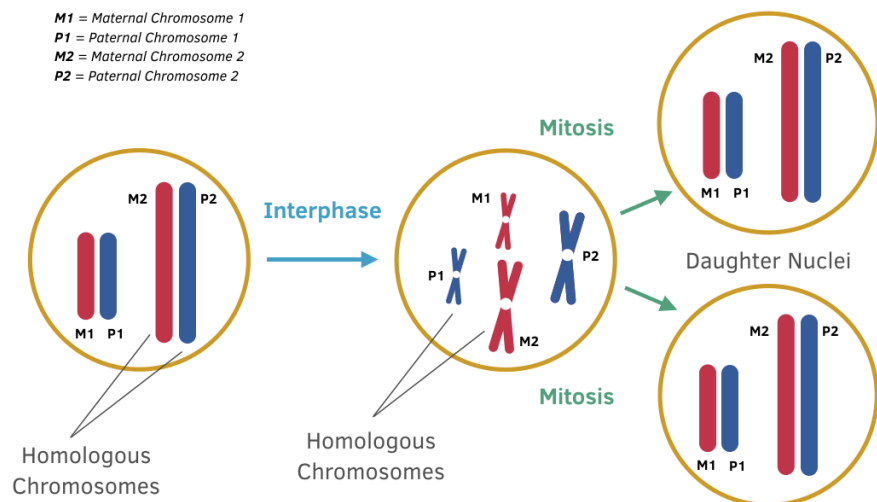 M1 = Maternal Chromosome 1
P1 = Paternal Chromosome 1
M2 = Maternal Chromosome 2
P2 = Paternal Chromosome 2
M2
P2
M1
P1
Homologous
Chromosomes
Interphase
M1
P1
P2
M2
Homologous
Chromosomes
Mitosis
M2
P2
M1
P1
Daughter Nuclei
Mitosis
M2
P2
M1
P1